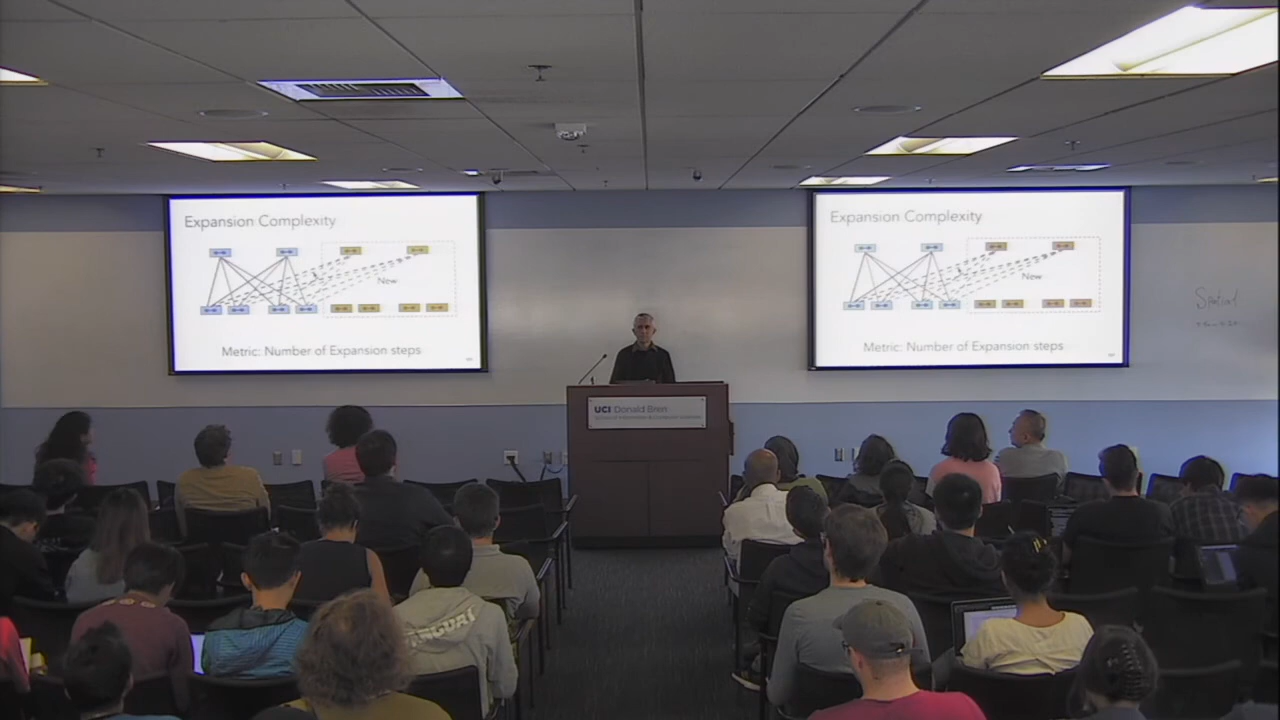 Expansion Complexity
New
Metric: Number of Expansion steps
Expansion Complexity
New
Metric: Number of Expansion steps
Spatial
UCI Donald Bren